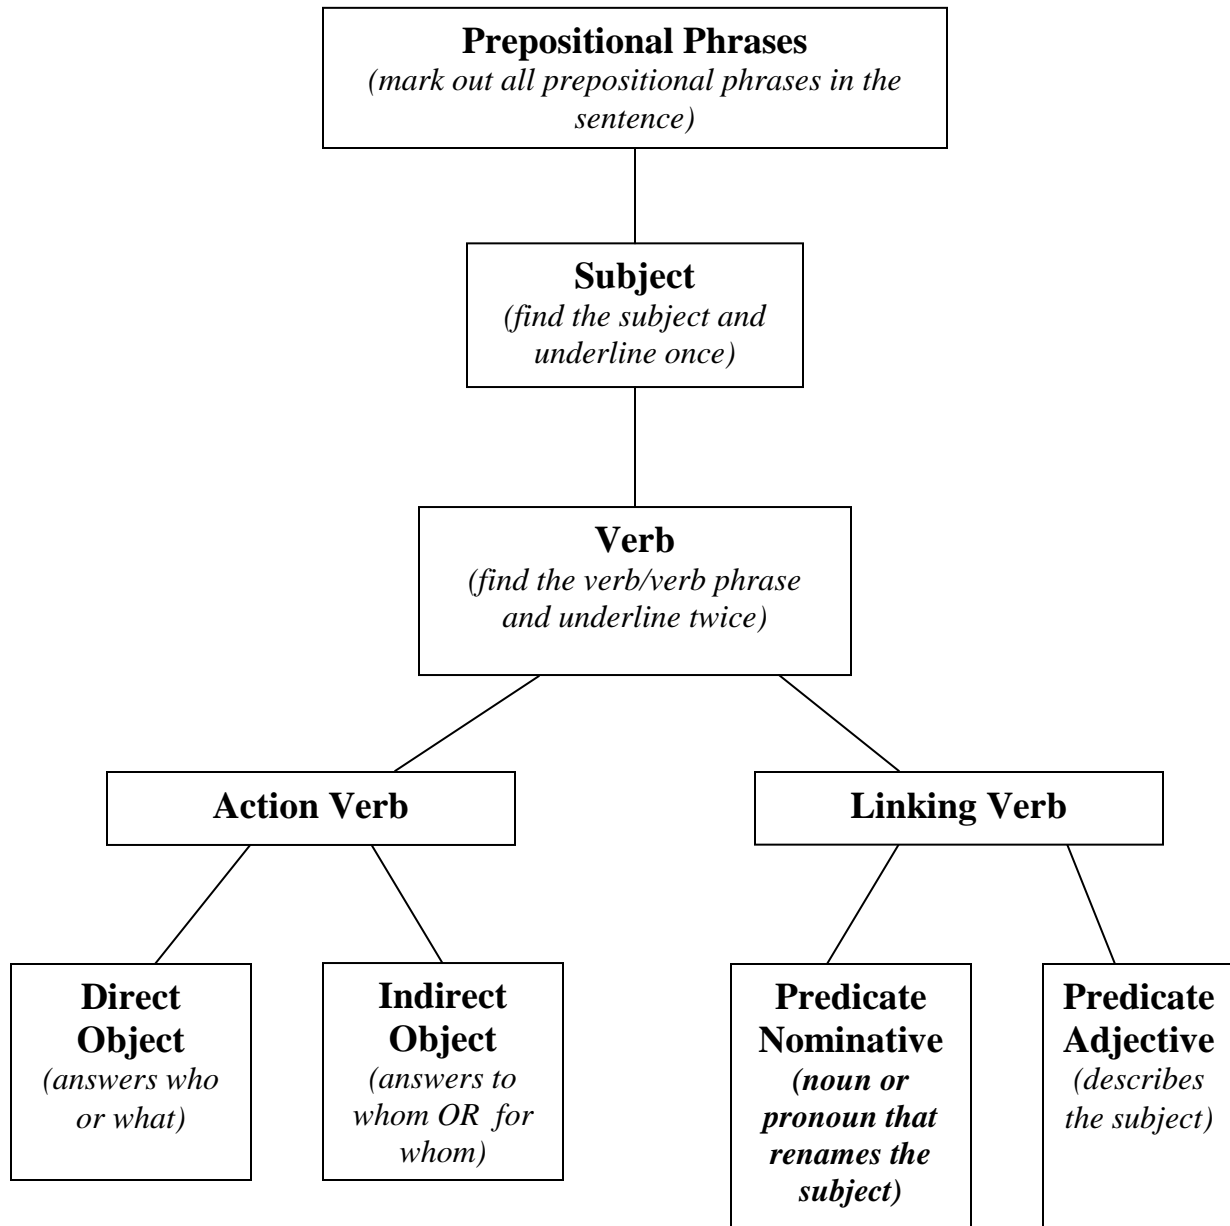 Prepositional Phrases
(mark out all prepositional phrases in the
sentence)
Subject
(find the subject and
underline once)
Verb
(find the verb/verb phrase
and underline twice)
Action Verb
Linking Verb
Direct
Object
(answers who
or what)
Indirect
Object
(answers to
whom OR for
whom)
Predicate
Nominative
(noun or
pronoun that
renames the
subject)
Predicate
Adjective
(describes
the subject)